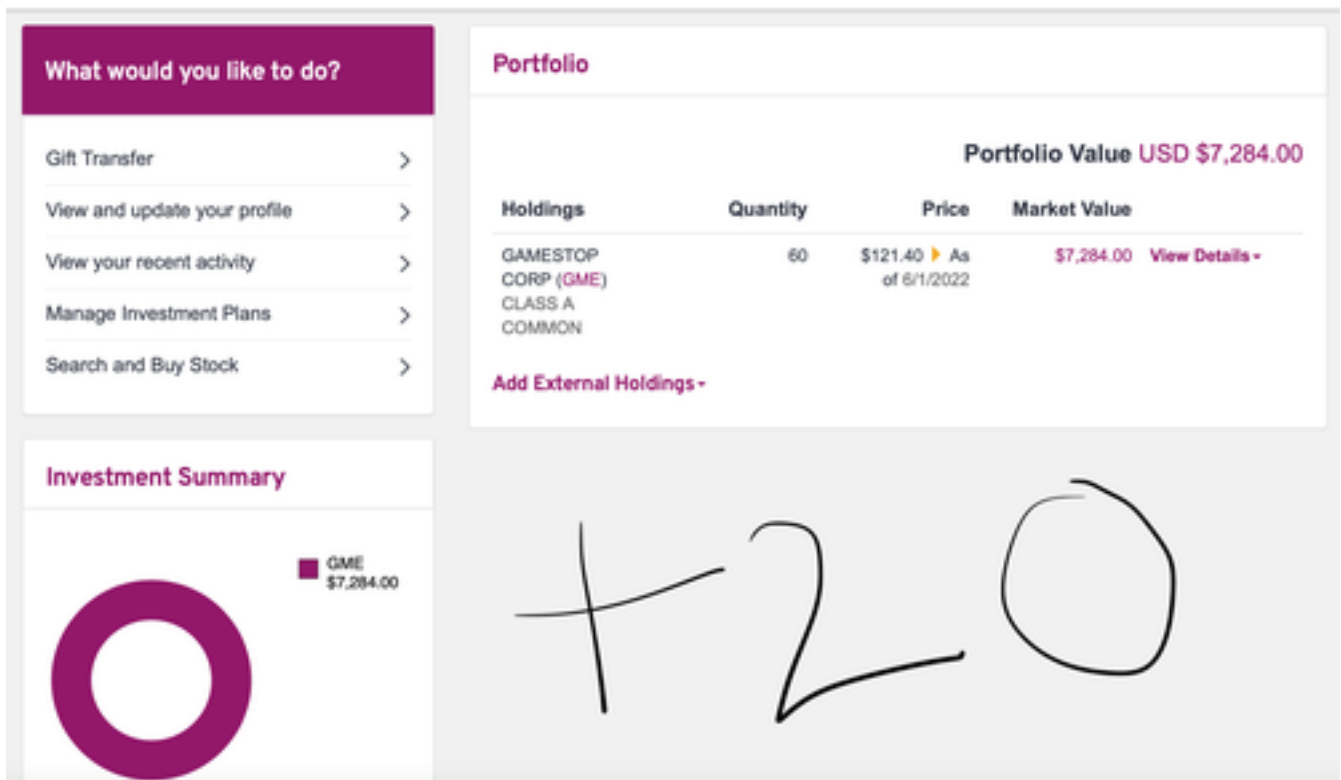 What would you like to do?
Gift Transfer
View and update your profile
View your recent activity
Manage Investment Plans
Search and Buy Stock
Portfolio
Portfolio Value USD $7,284.00
Holdings Quantity Price Market Value
GAMESTOP 60 $121.40 As $7,284.00 View Details
CORP (GME) of 6/1/2022
CLASS A
COMMON
Add External Holdings
Investment Summary
GME
$7,284.00
+20